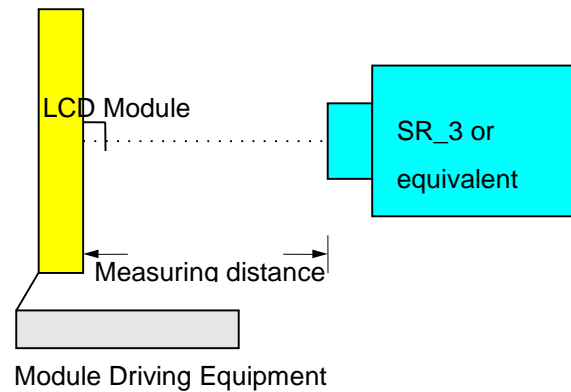 LCD Module
SR_3 or
equivalent
Measuring distance
Module Driving Equipment